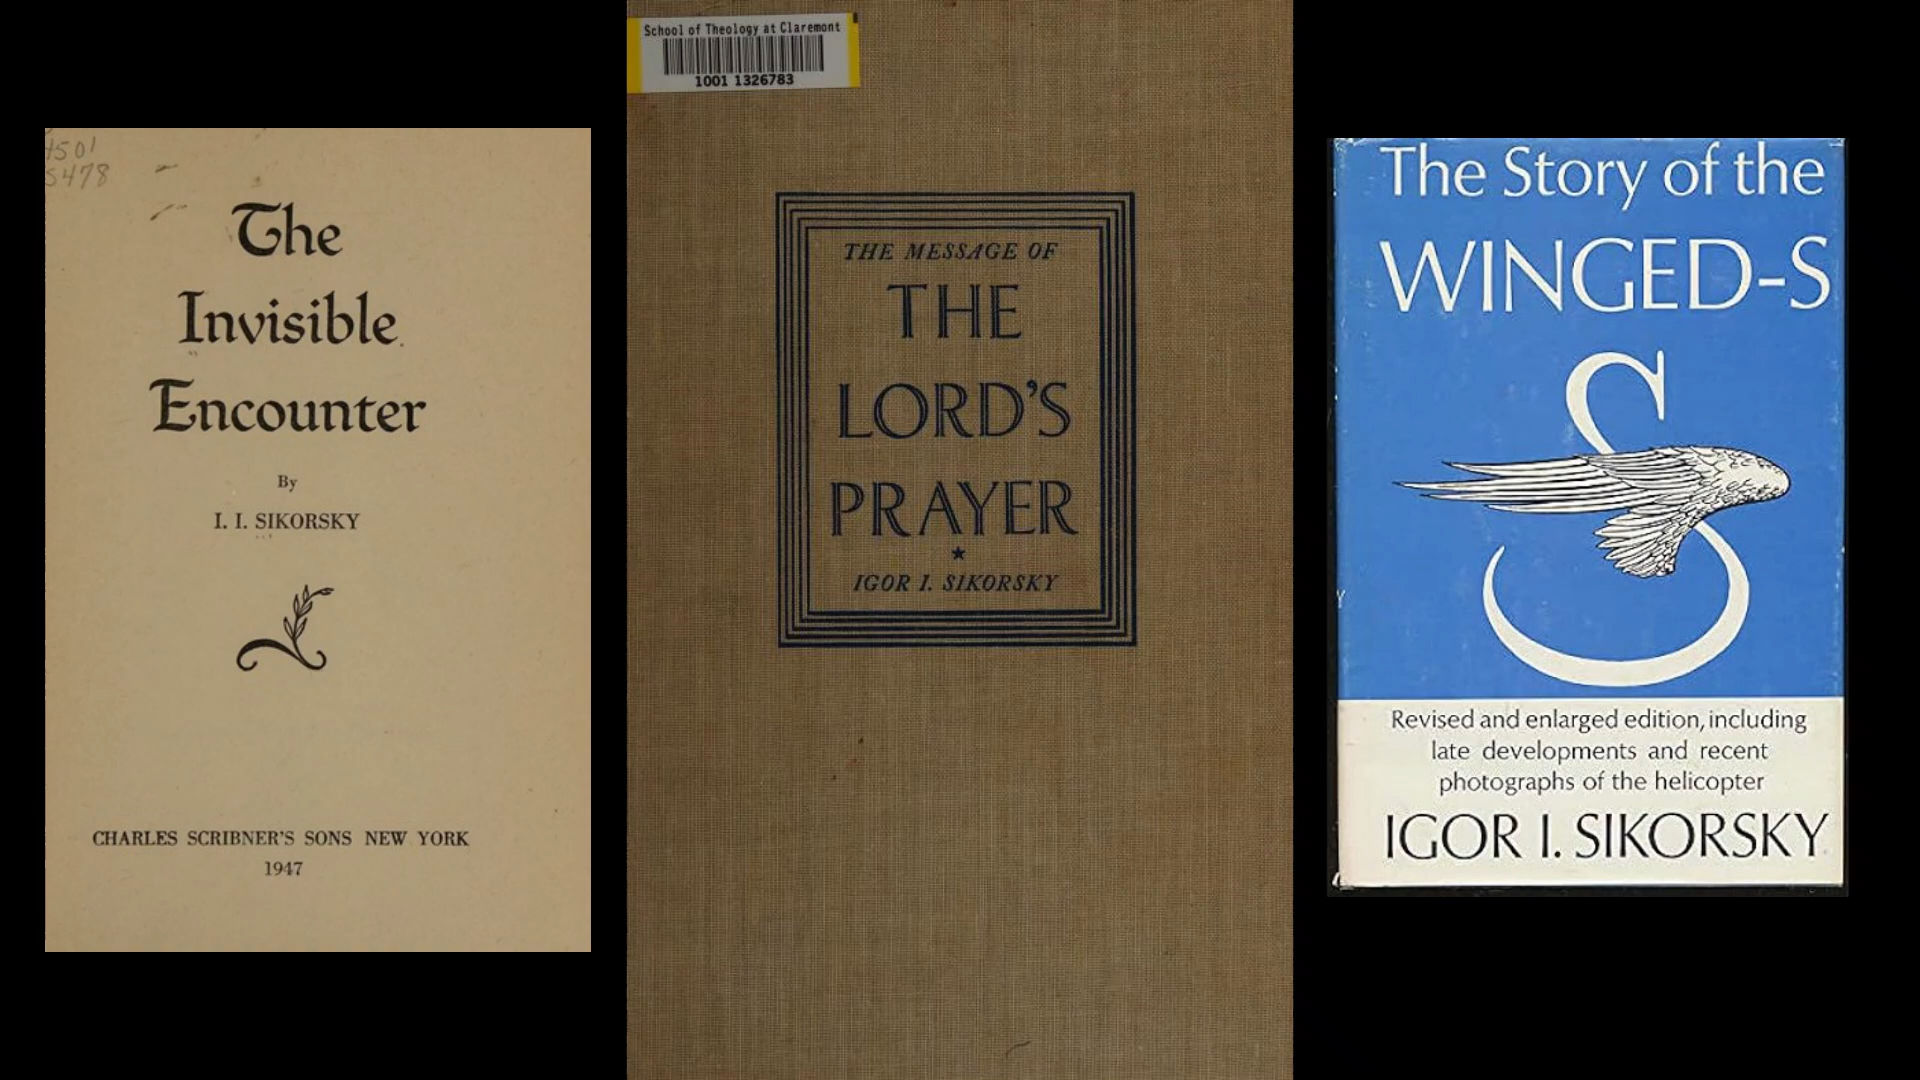 4501
S478
The
Invisible
Encounter
By
I. I. SIKORSKY
CHARLES SCRIBNER'S SONS NEW YORK
1947
School of Theology at Claremont
1001 1326783
THE MESSAGE OF
THE
LORD'S
PRAYER
IGOR I. SIKORSKY
The Story of the
WINGED-S
S
Revised and enlarged edition, including
late developments and recent
photographs of the helicopter
IGOR I. SIKORSKY